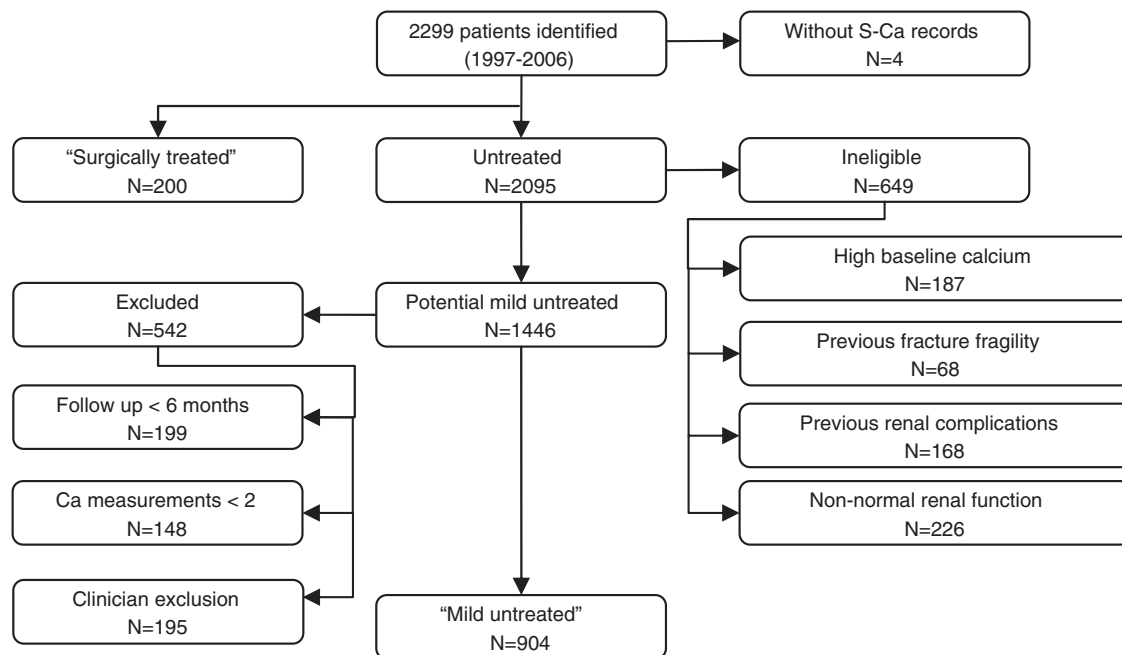 2299 patients identified
(1997-2006)
Without S-Ca records
N=4
“Surgically treated”
N=200
Untreated
N=2095
Ineligible
N=649
High baseline calcium
N=187
Excluded
N=542
Potential mild untreated
N=1446
Previous fracture fragility
N=68
Follow up < 6 months
N=199
Previous renal complications
N=168
Ca measurements < 2
N=148
Non-normal renal function
N=226
Clinician exclusion
N=195
“Mild untreated”
N=904